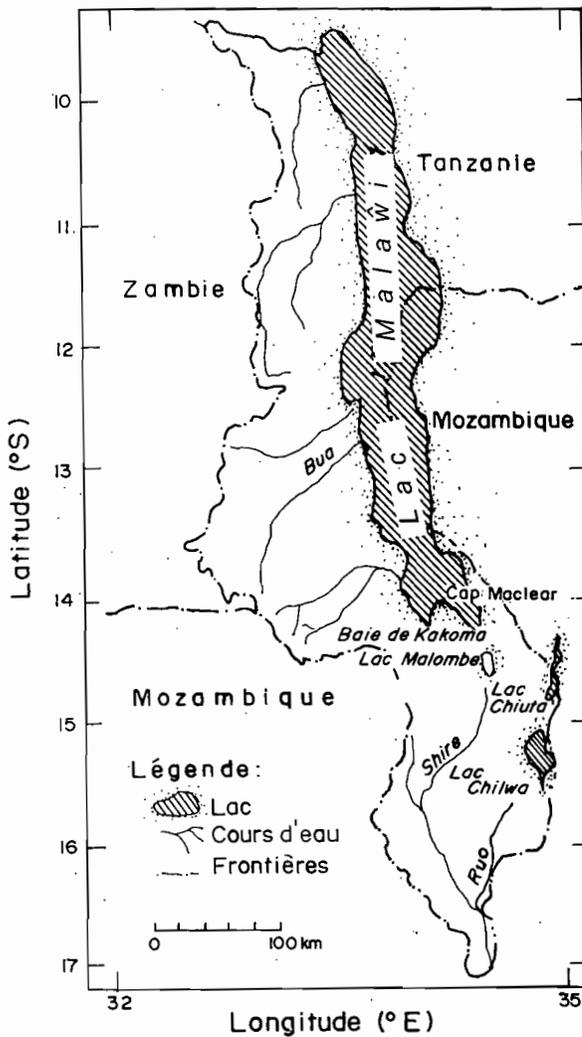 10
Tanzanie
11
Malaŵi
Zambie
12
Mozambique
Bua
13
Lac
Latitude (°S)
14
Cap Maclear
Baie de Kakoma
Lac Malombe
Mozambique
Lac
Chiuta
15
Légende:
Shire
Lac
Chilwa
Lac
Cours d'eau
16
Frontières
Ruo
0 100 km
17
32 35
Longitude (°E)